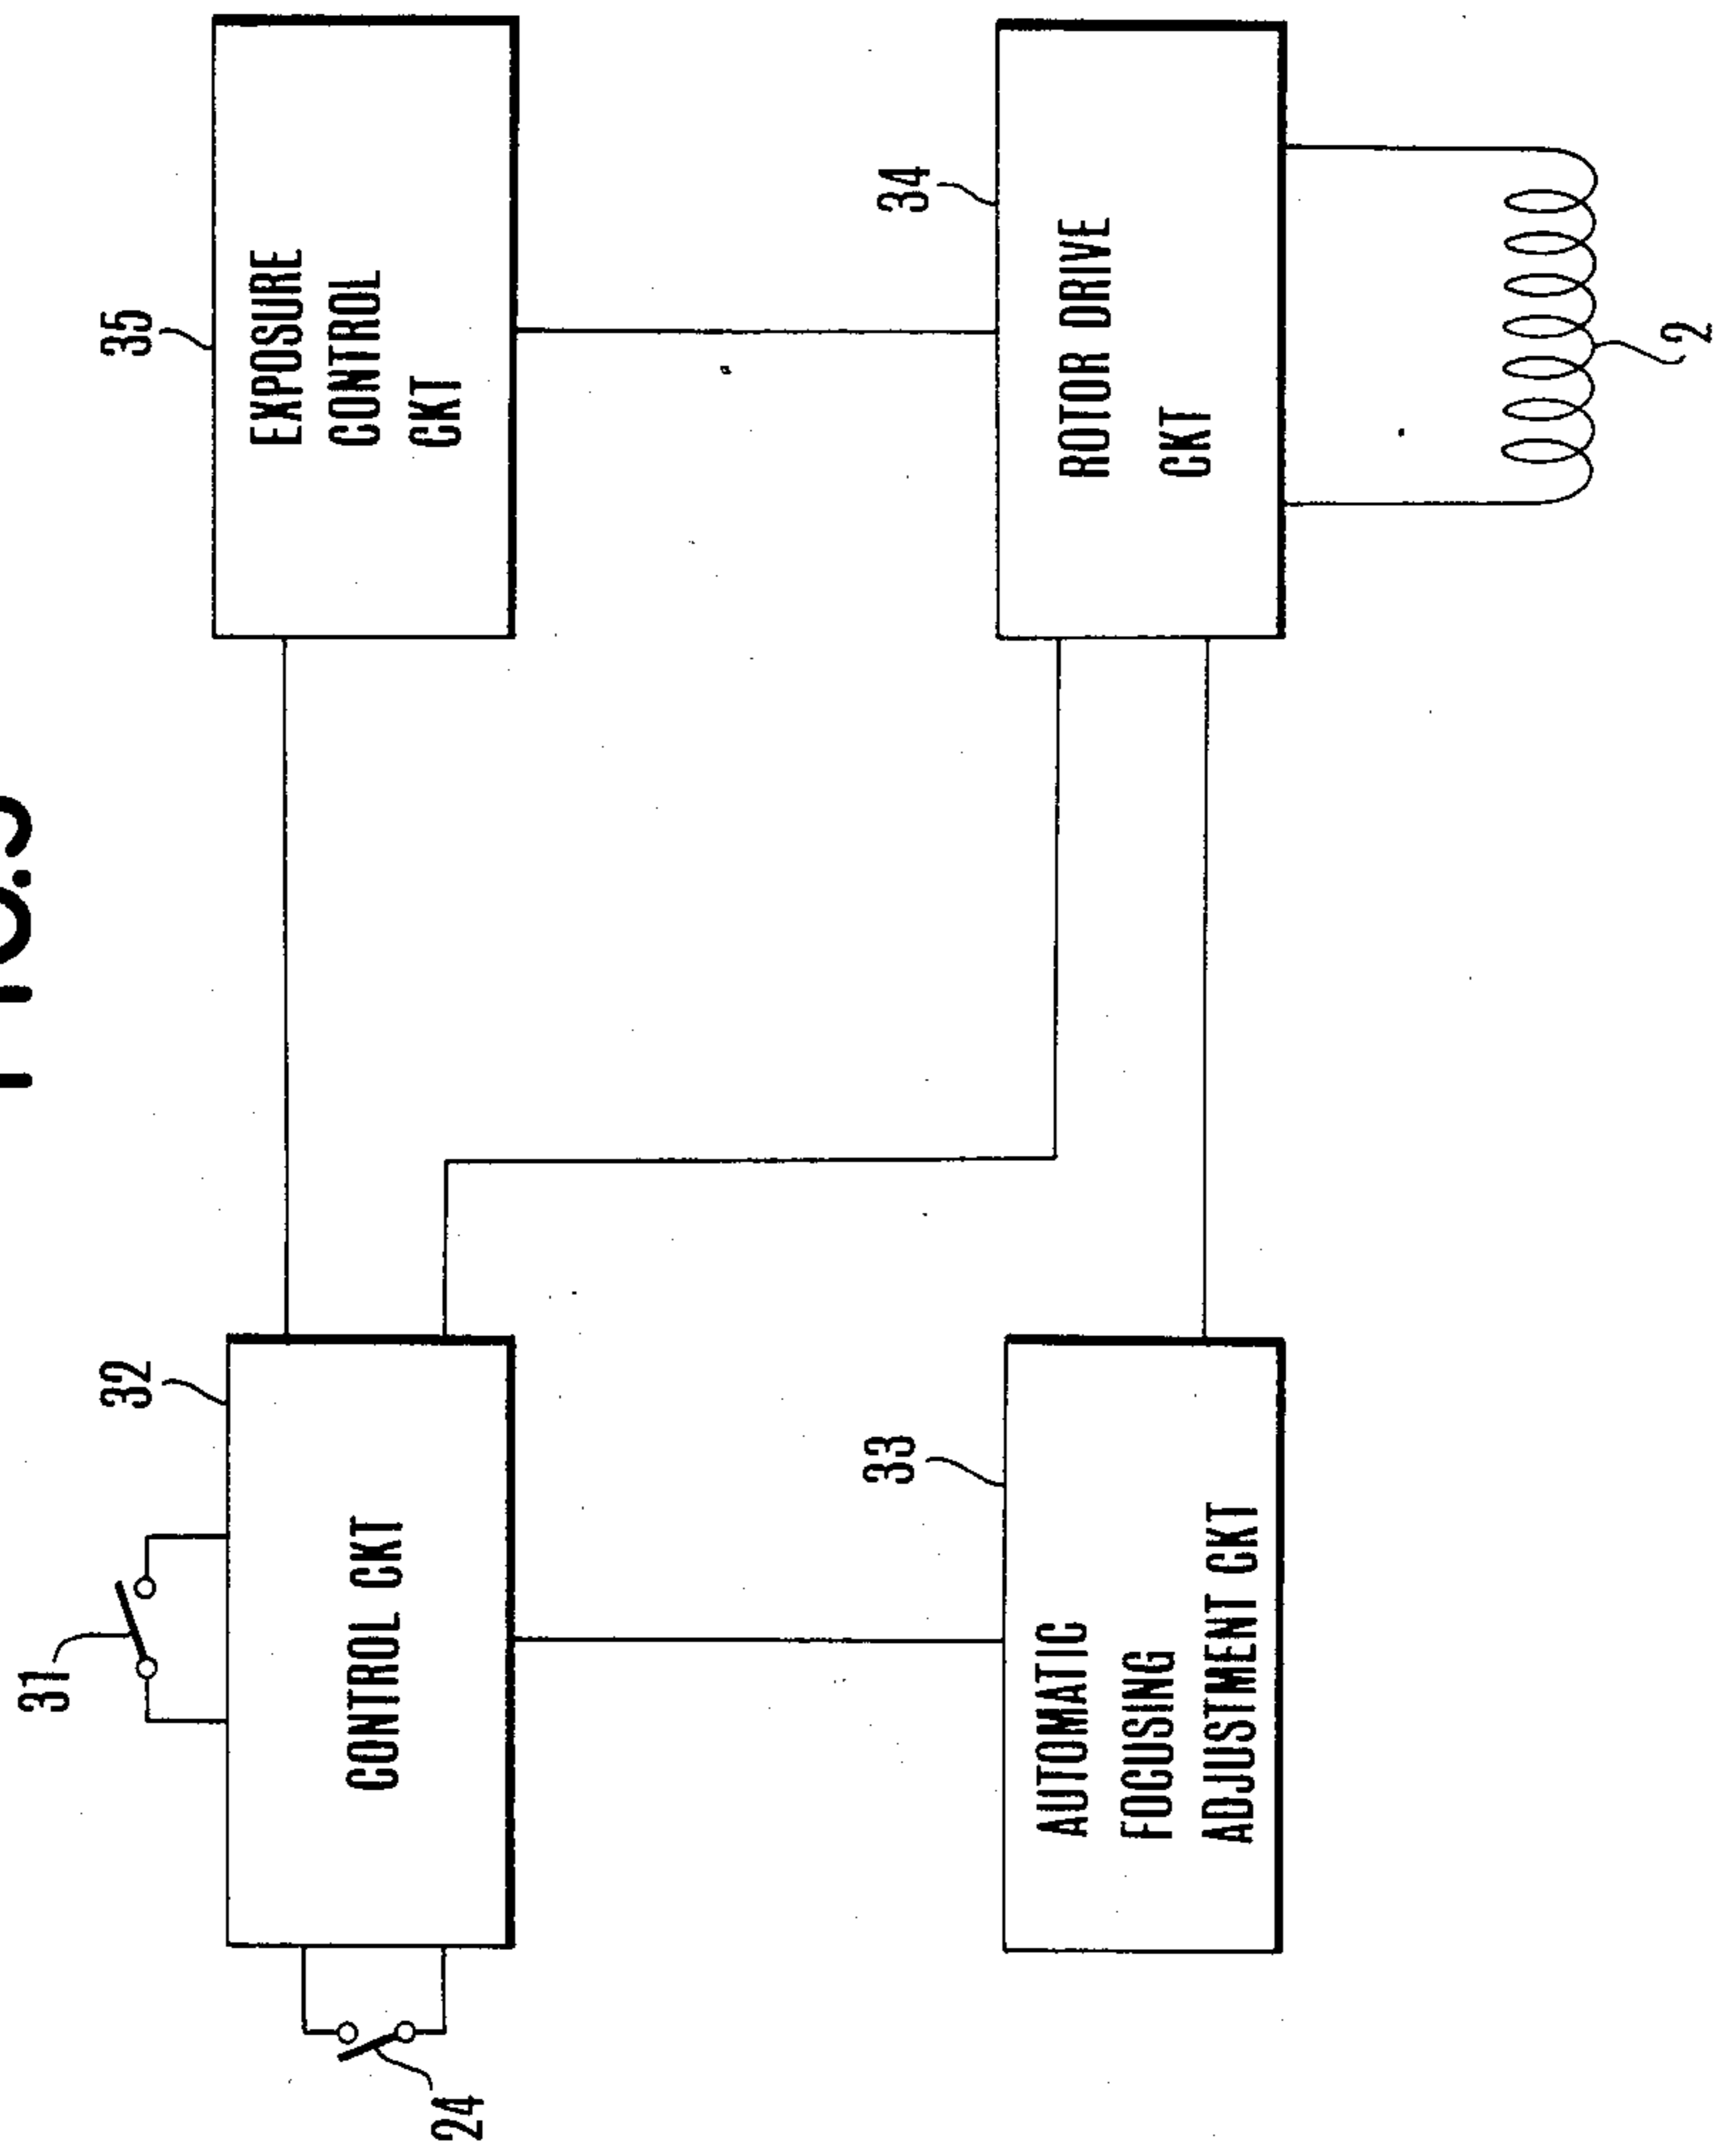 31
32
35
24
CONTROL CKT
EXPOSURE
CONTROL
CKT
33
34
AUTOMATIC
FOCUSING
ADJUSTMENT CKT
ROTOR DRIVE
CKT
2